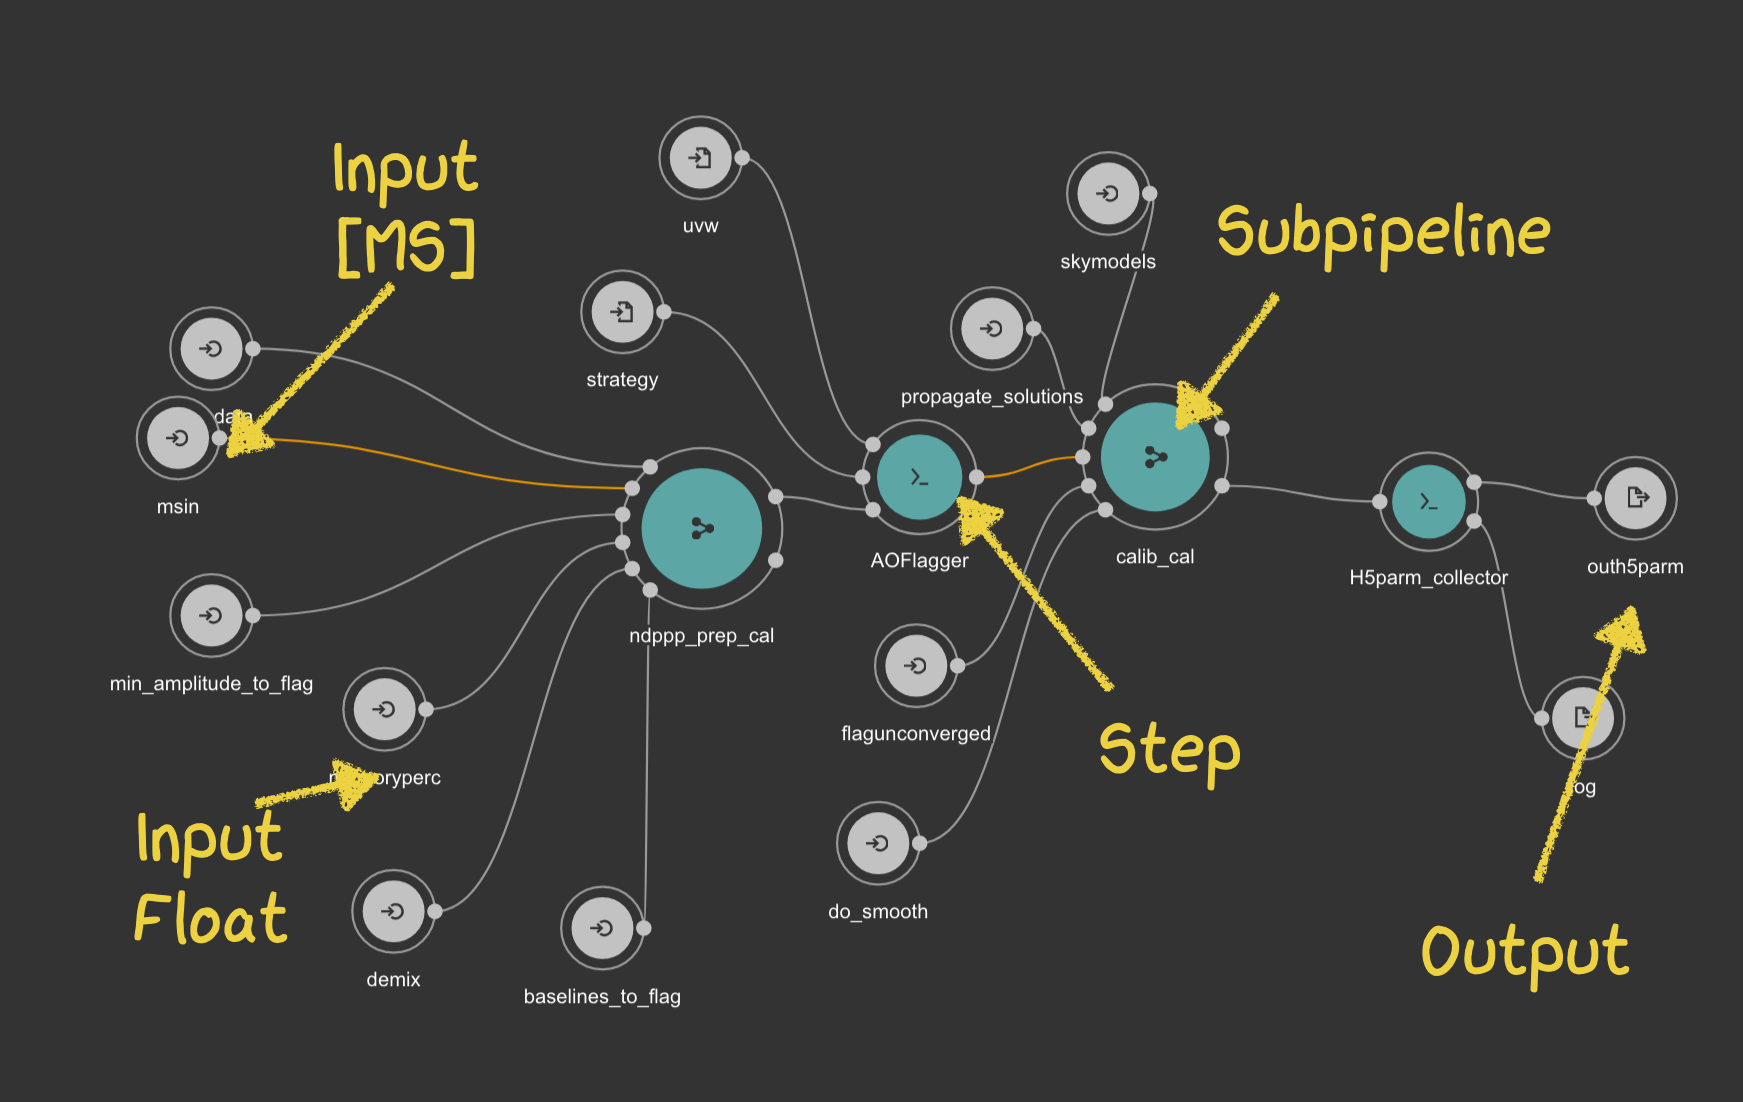 Input
[MS]
uvw
Subpipeline
skymodels
strategy
propagate_solutions
msin
AOFlagger
calib_cal
H5parm_collector
outh5parm
ndppp_prep_cal
min_amplitude_to_flag
flagunconverged
Step
Input
Float
do_smooth
demix
baselines_to_flag
Output